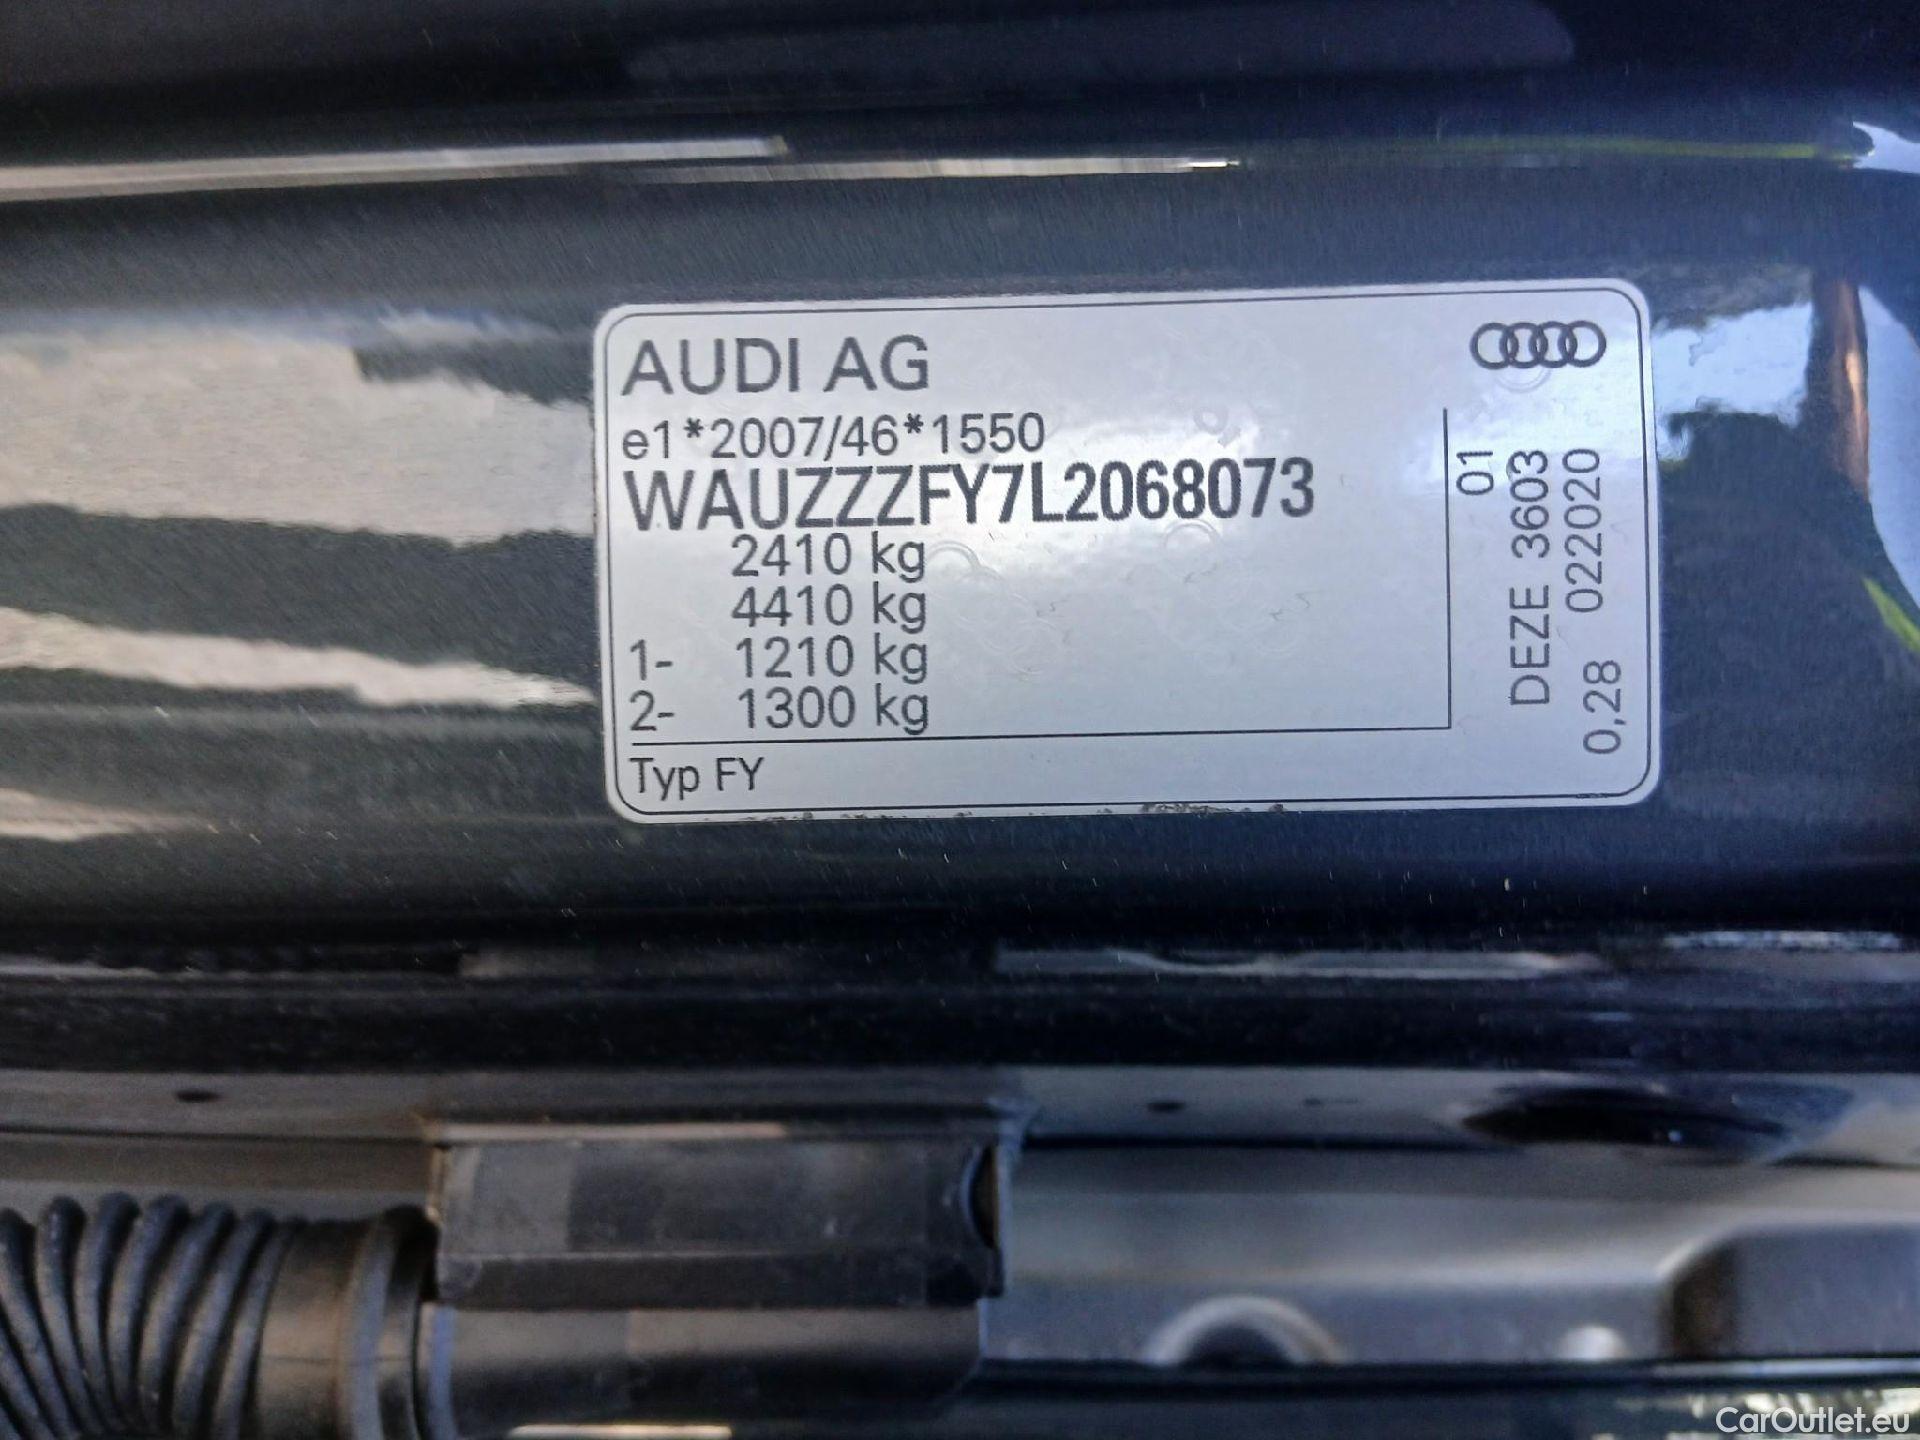 AUDI AG
e1*2007/46*1550
WAUZZZFY7L2068073
2410 kg
4410 kg
1- 1210 kg
2- 1300 kg
Typ FY
01
DEZE 3603
0,28 0220220
CarOutlet.eu